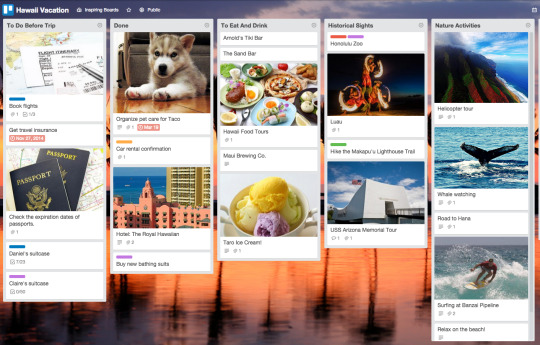 Hawaii Vacation
Inspiring Boards
Public
To Do Before Trip
FLIGHT ITINERARY
Book flights
1
1/3
Get travel insurance
Nov 27, 2014
PASSPORT
PASSPORT
Check the expiration dates of
passports.
1
Daniel's suitcase
7/23
Claire's suitcase
0/50
Done
Organize pet care for Taco
1
Mar 19
Car rental confirmation
1
Hotel: The Royal Hawaiian
2
Buy new bathing suits
To Eat And Drink
Arnold's Tiki Bar
The Sand Bar
Hawaii Food Tours
1
Maui Brewing Co.
Taro Ice Cream!
1
Historical Sights
Honolulu Zoo
1
Luau
1
Hike the Makapu'u Lighthouse Trail
USS Arizona Memorial Tour
1
1
Nature Activities
Helicopter tour
1
Whale watching
1
Road to Hana
1
Surfing at Banzai Pipeline
2
Relax on the beach!